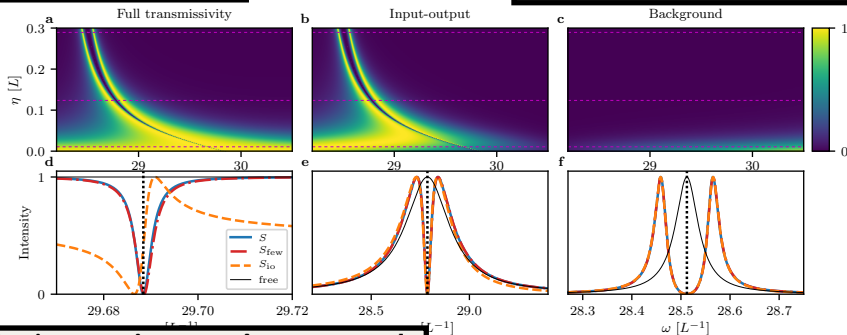 Full transmissivity
Input-output
Background
a
b
c
0.3
0.2
0.1
0.0
η [L]
29
30
29
30
29
30
1
0
d
e
f
1
0
Intensity
S
S_few
S_io
free
29.68
29.70
29.72
28.5
29.0
28.3
28.4
28.5
28.6
28.7
ω [L⁻¹]